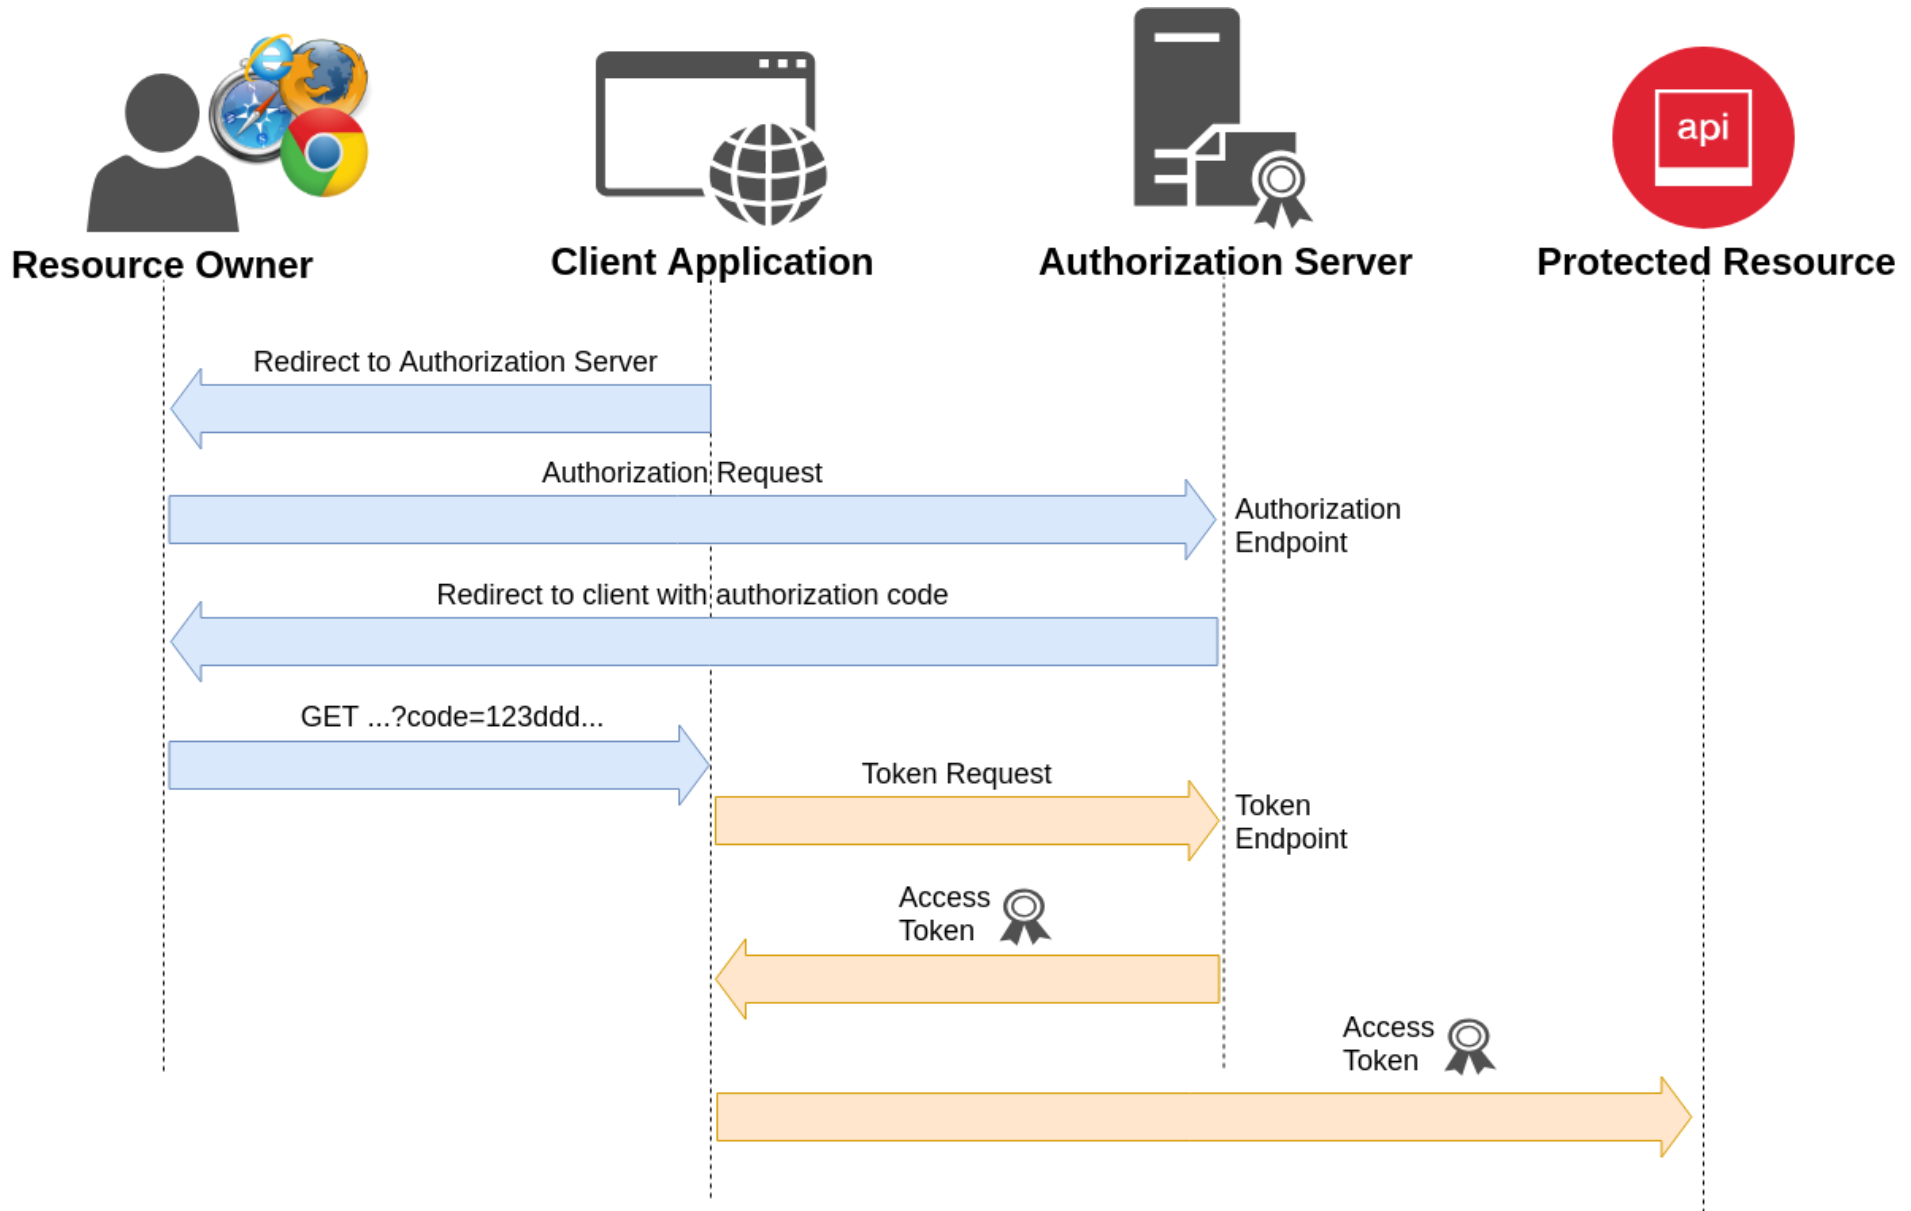 api
Resource Owner
Client Application
Authorization Server
Protected Resource
Redirect to Authorization Server
Authorization Request
Authorization
Endpoint
Redirect to client with authorization code
GET ...?code=123ddd...
Token Request
Token
Endpoint
Access
Token
Access
Token